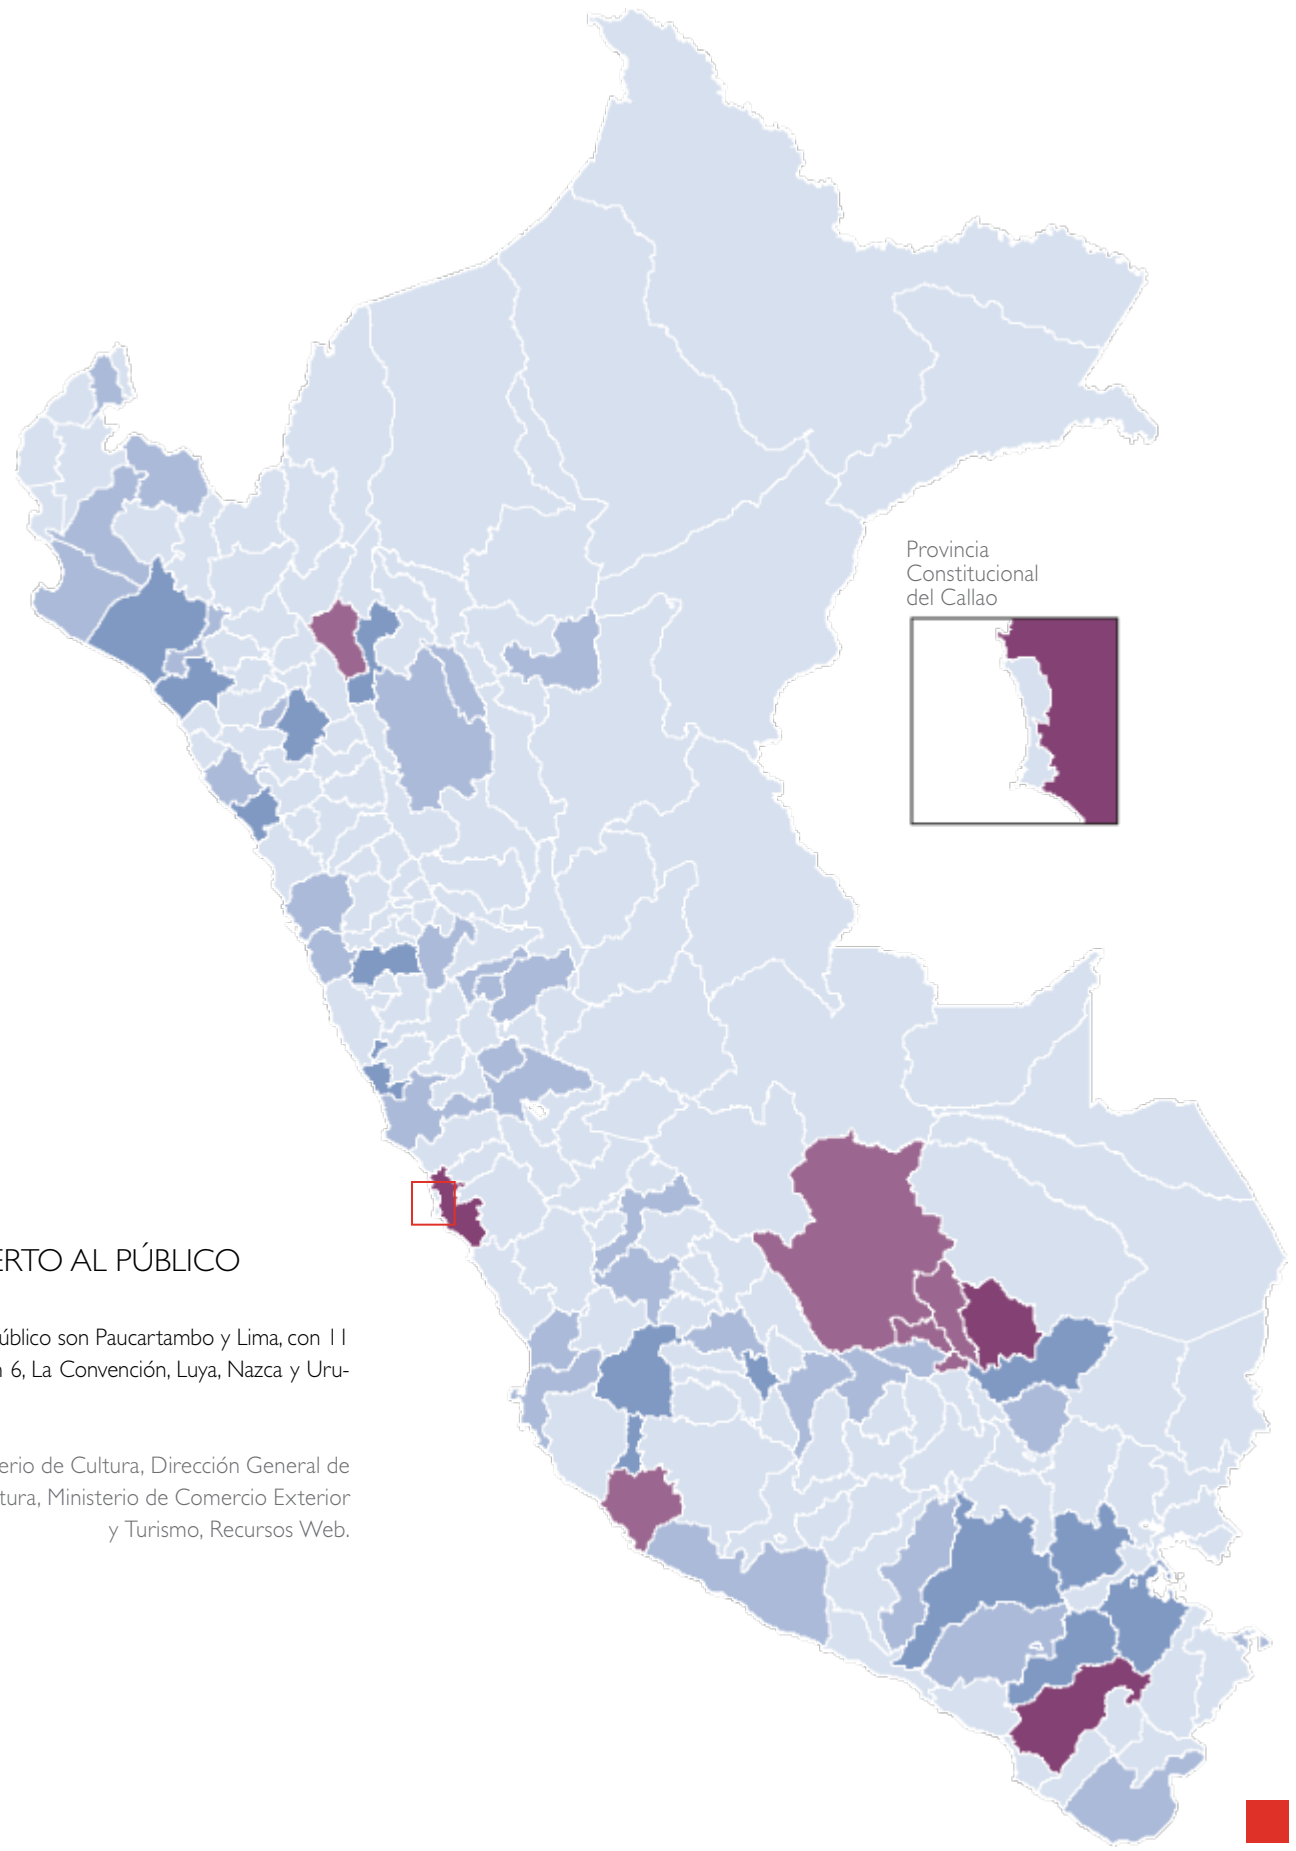 Provincia
Constitucional
del Callao
ERTO AL PÚBLICO
úblico son Paucartambo y Lima, con 11
n 6, La Convención, Luya, Nazca y Uru-
erio de Cultura, Dirección General de
tura, Ministerio de Comercio Exterior
y Turismo, Recursos Web.